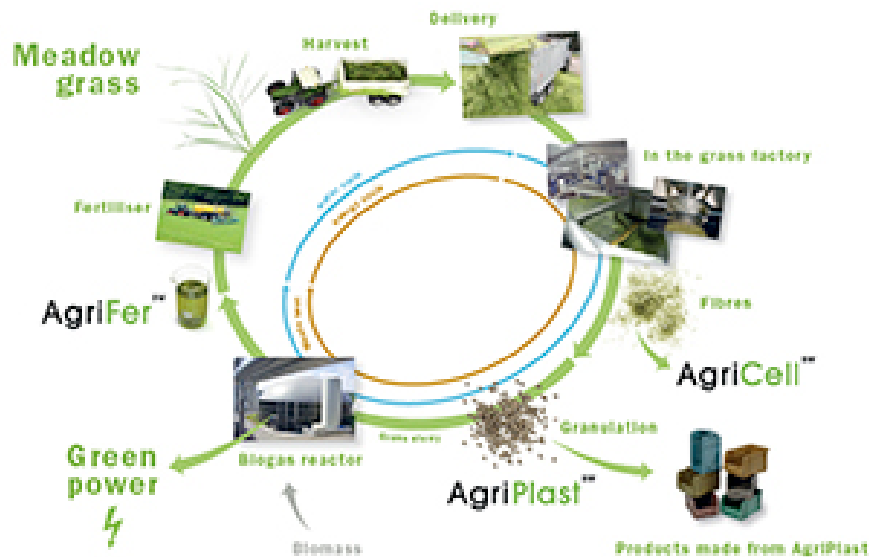 Delivery
Harvest
Meadow
grass
In the grass factory
Fertiliser
Fibres
AgriFer™
AgriCell™
Granulation
Biogan reactor
AgriPlast™
Green
power
Biomass
Products made from AgriPlast